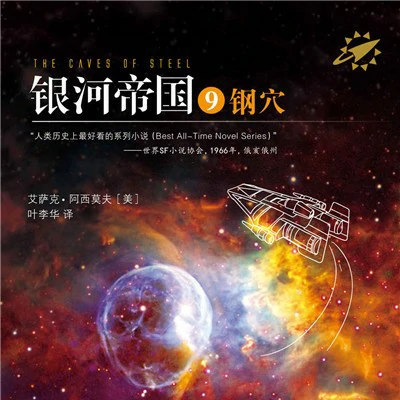 THE CAVES OF STEEL
银河帝国 9 钢穴
“人类历史上最好看的系列小说（Best All-Time Novel Series）”
——世界SF小说协会，1966年，俄亥俄州
艾萨克·阿西莫夫［美］
叶李华 译